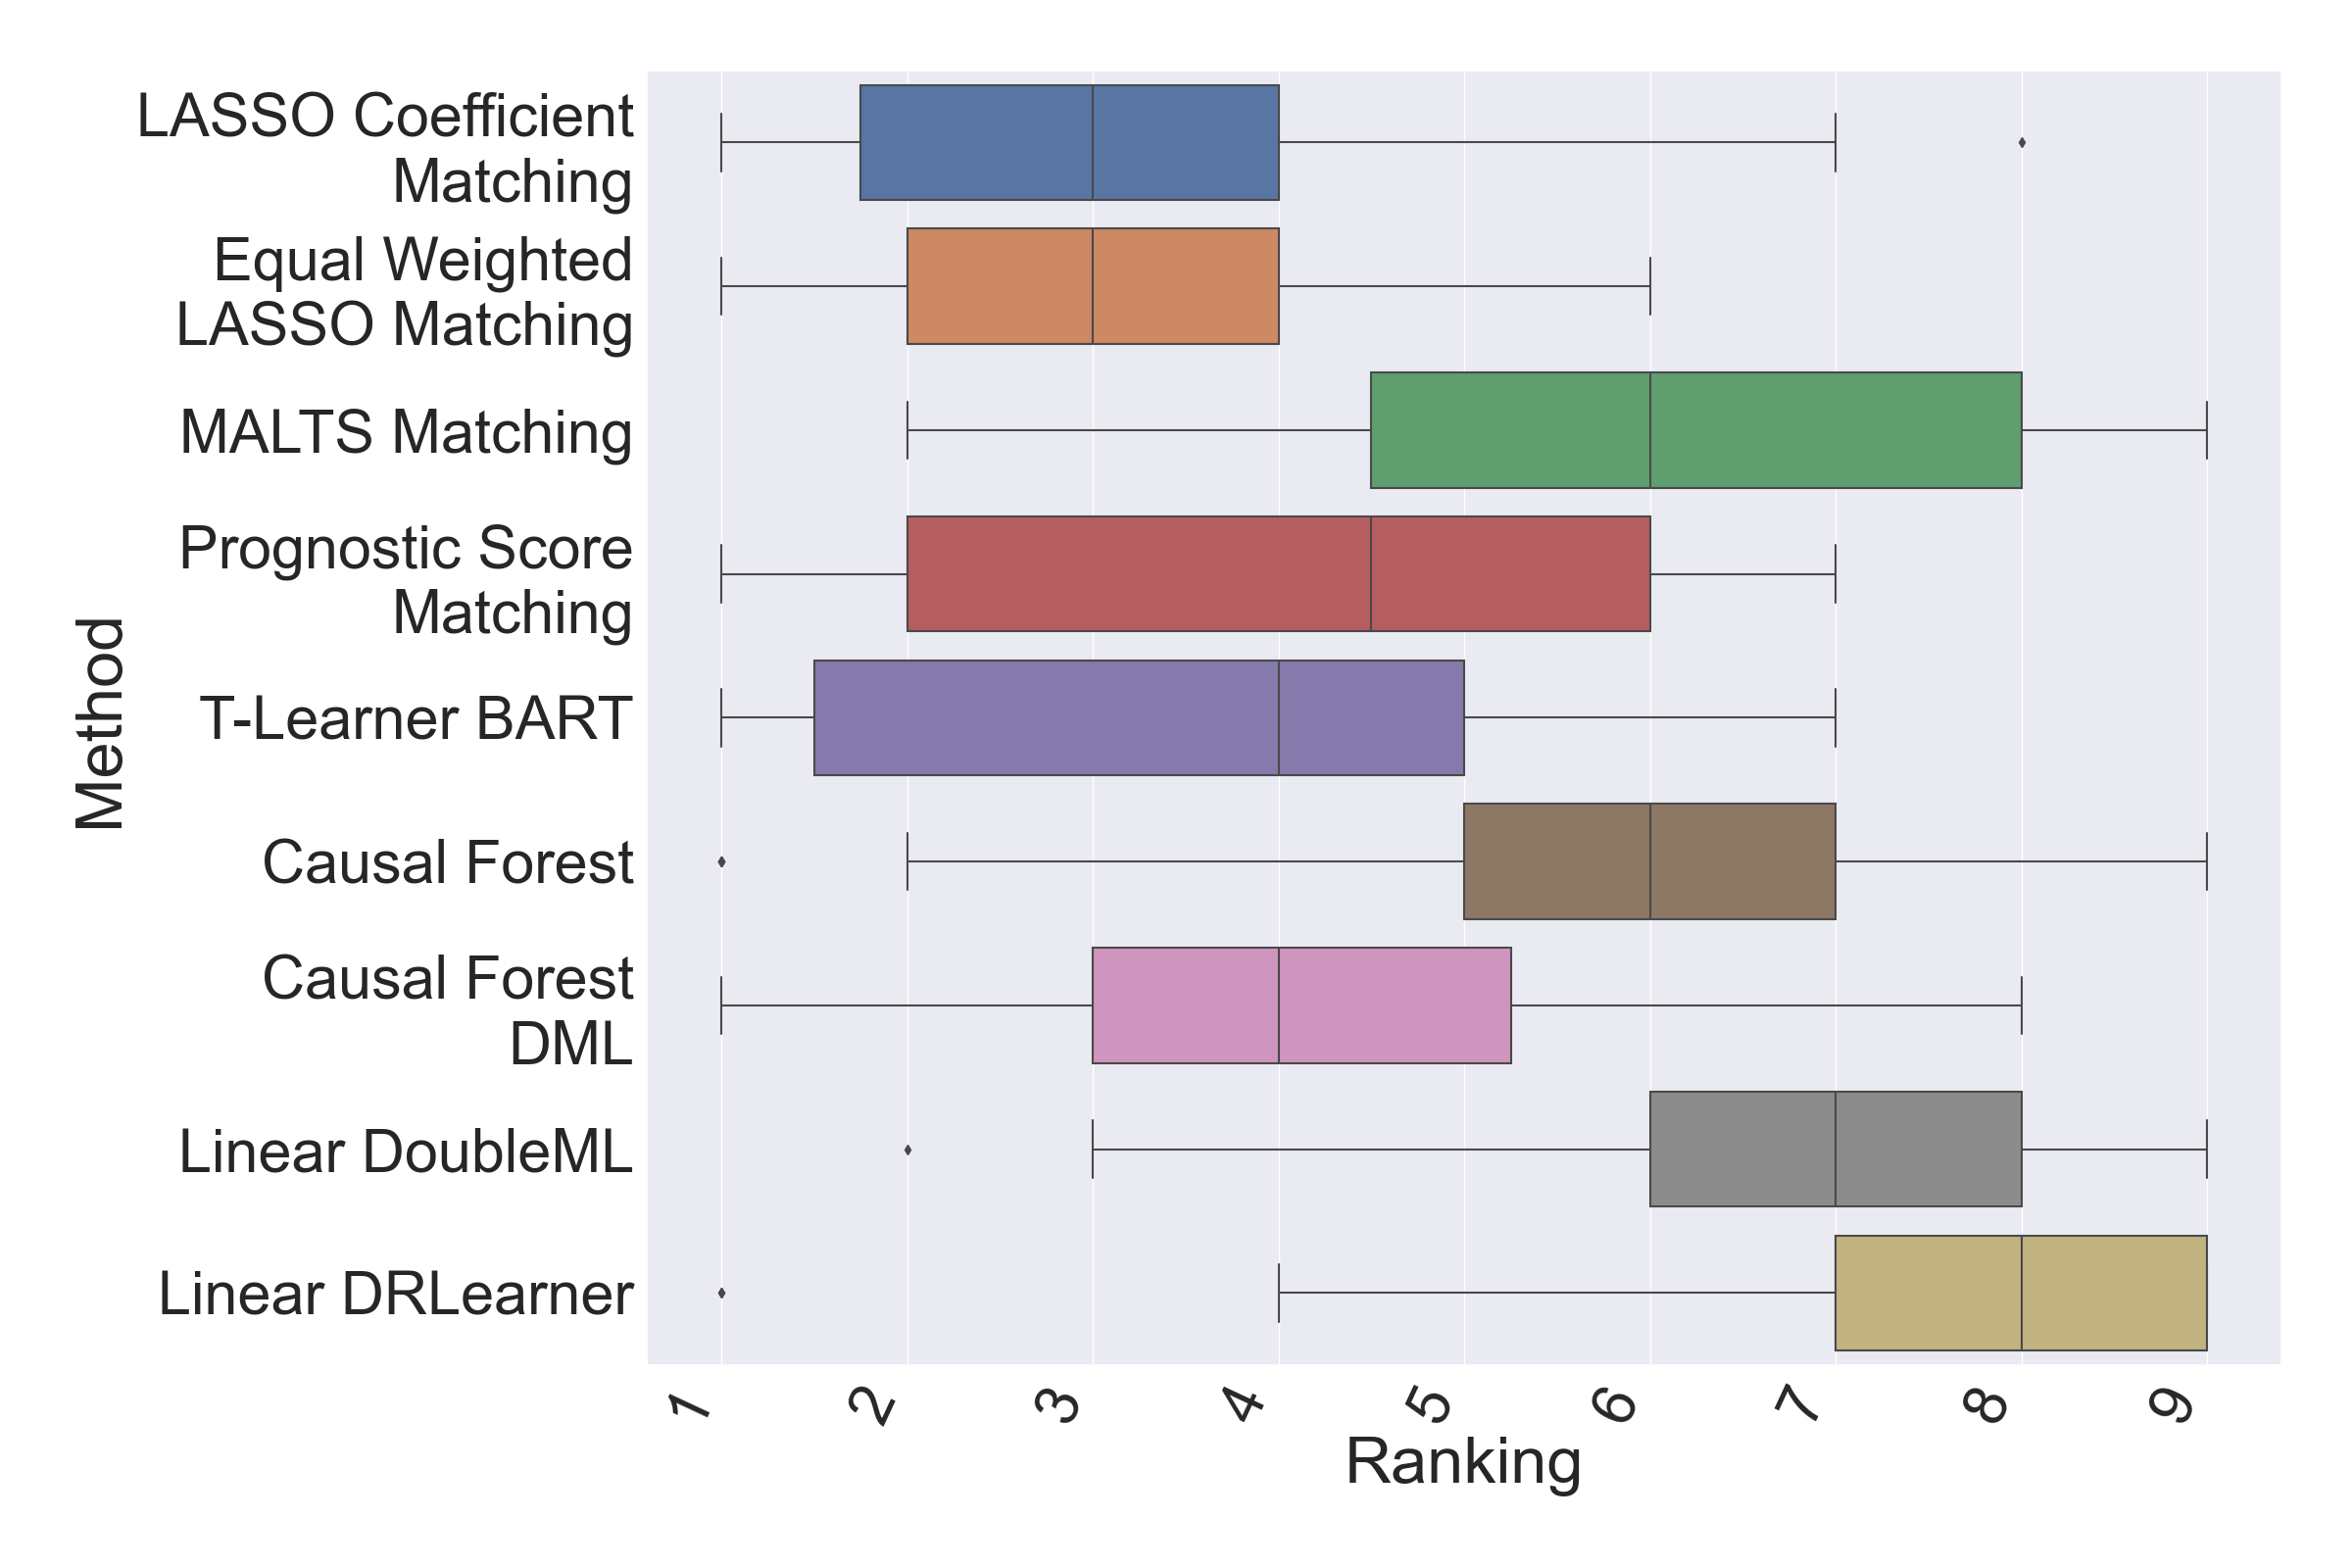 LASSO Coefficient
Matching
Equal Weighted
LASSO Matching
MALTS Matching
Prognostic Score
Matching
T-Learner BART
Causal Forest
Causal Forest
DML
Linear DoubleML
Linear DRLearner
Method
1 2 3 4 5 6 7 8 9
Ranking